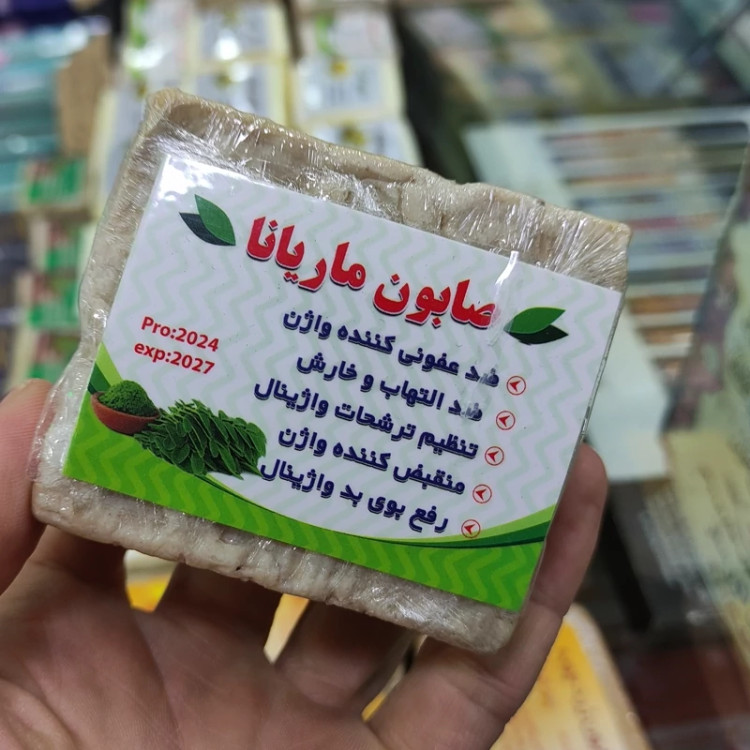 صابون ماریانا
ضد عفونی کننده واژن
ضد التهاب و خارش
تنظیم ترشحات واژینال
منقبض کننده واژن
رفع بوی بد واژینال
Pro:2024
exp:2027